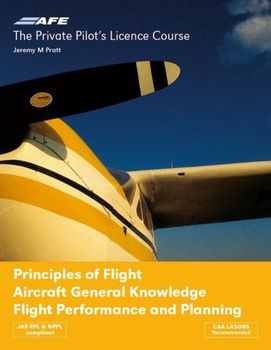 AFE
The Private Pilot's Licence Course
Jeremy M Pratt
Principles of Flight
Aircraft General Knowledge
Flight Performance and Planning
JAR PPL & NPPL
compliant
CAA LASORS
Recommended